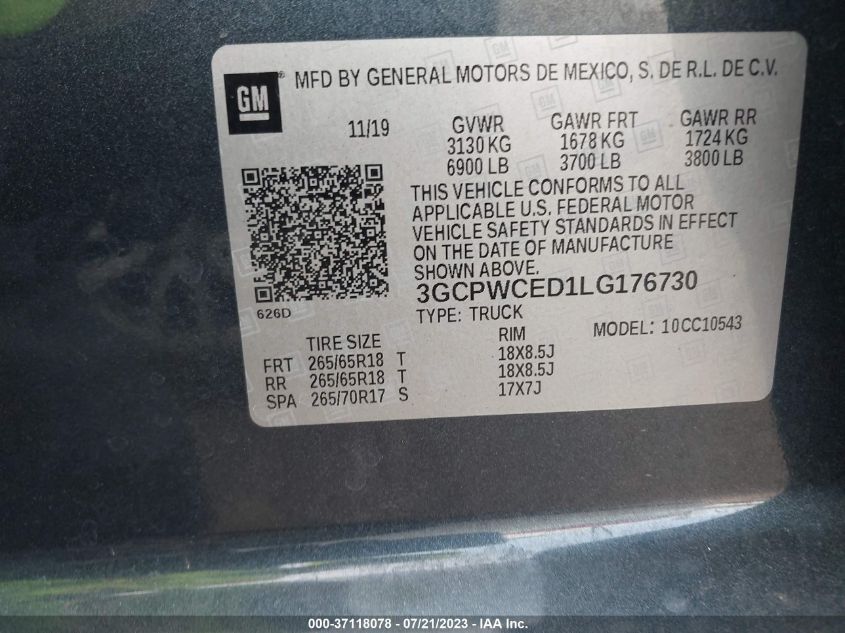 GM ® MFD BY GENERAL MOTORS DE MEXICO, S. DE R.L. DE C.V.
11/19 GVWR GAWR FRT GAWR RR
3130 KG 1678 KG 1724 KG
6900 LB 3700 LB 3800 LB
THIS VEHICLE CONFORMS TO ALL
APPLICABLE U.S. FEDERAL MOTOR
VEHICLE SAFETY STANDARDS IN EFFECT
ON THE DATE OF MANUFACTURE
SHOWN ABOVE.
3GCPWCED1LG176730
626D
TYPE: TRUCK MODEL: 10CC10543
TIRE SIZE RIM
FRT 265/65R18 T 18X8.5J
RR 265/65R18 T 18X8.5J
SPA 265/70R17 S 17X7J
000-37118078 - 07/21/2023 - IAA Inc.